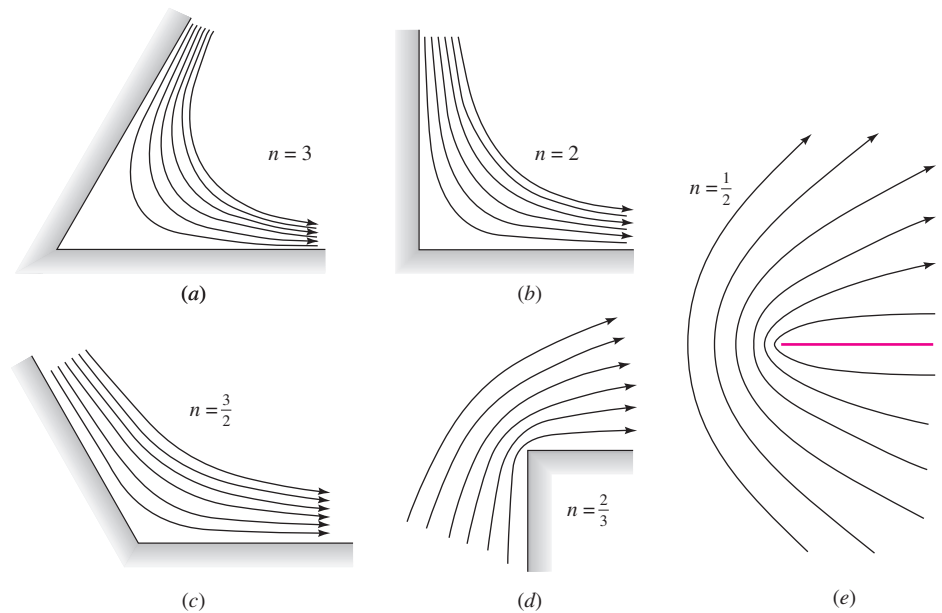 n = 3
(a)
n = 2
(b)
n = 3/2
(c)
n = 2/3
(d)
n = 1/2
(e)